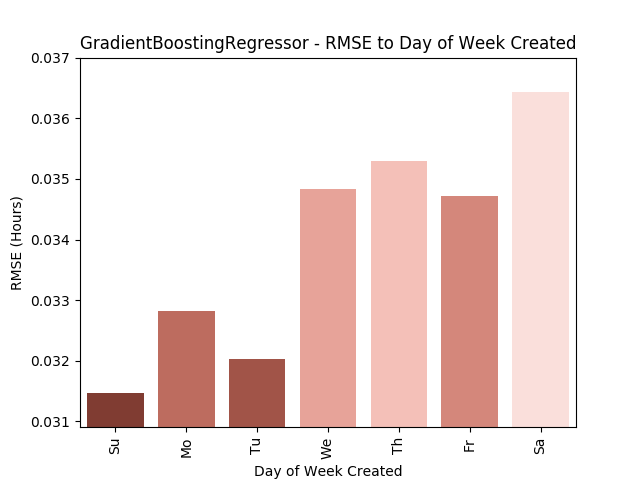 GradientBoostingRegressor - RMSE to Day of Week Created
0.037
0.036
0.035
0.034
0.033
0.032
0.031
RMSE (Hours)
Su Mo Tu We Th Fr Sa
Day of Week Created